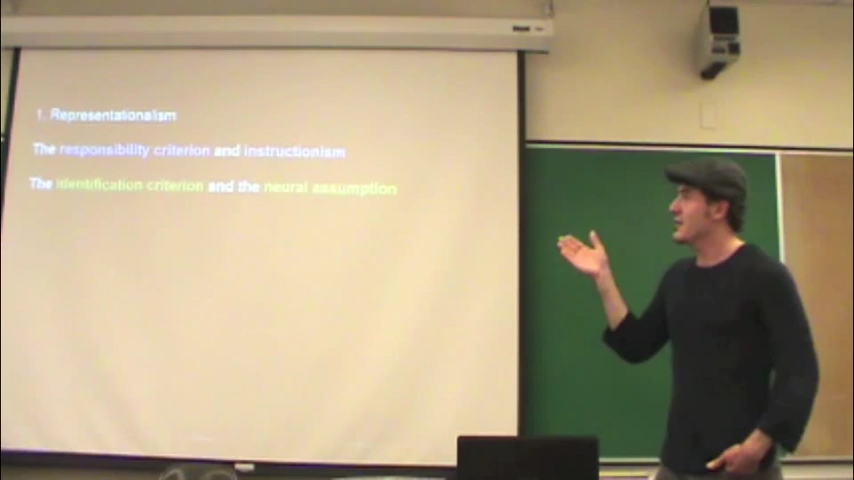 1. Representationalism
The responsibility criterion and instructionism
The identification criterion and the neural assumption